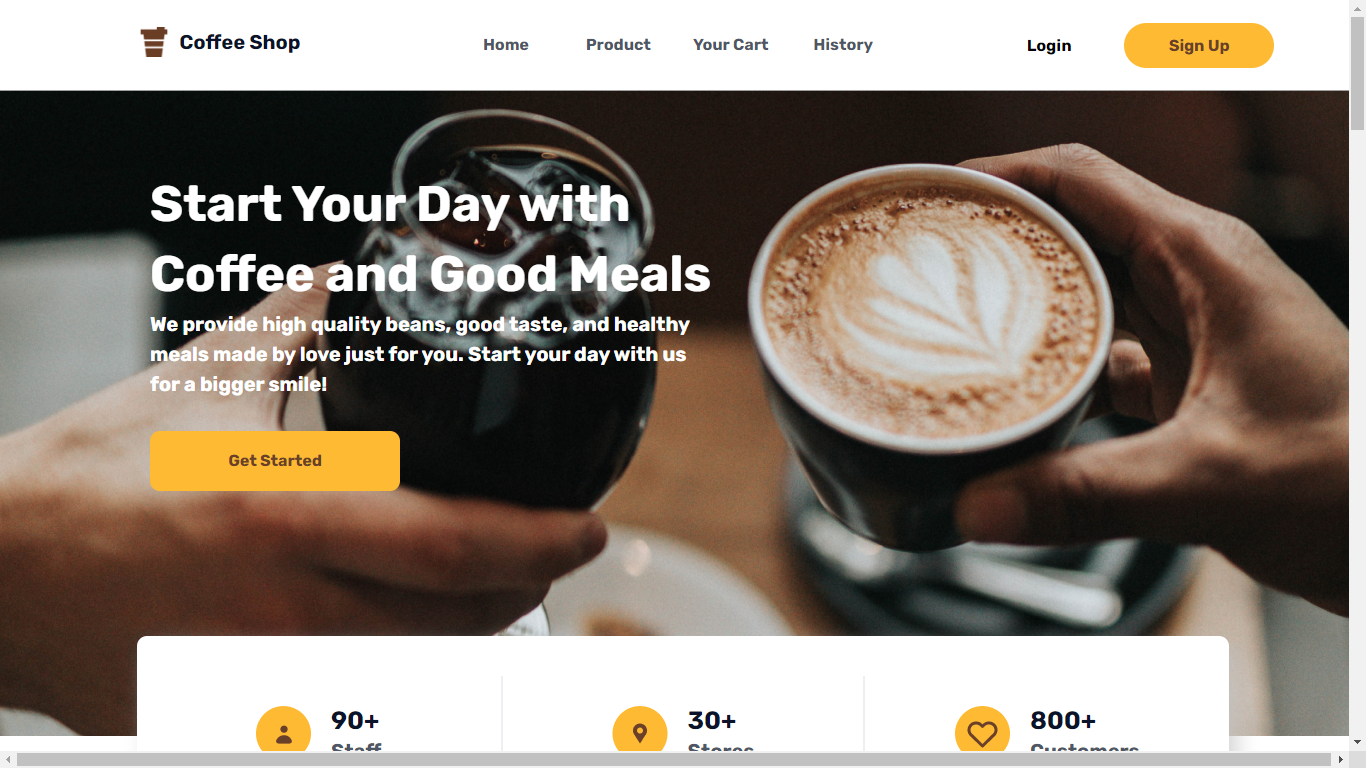 Coffee Shop
Home
Product
Your Cart
History
Login
Sign Up
Start Your Day with
Coffee and Good Meals
We provide high quality beans, good taste, and healthy
meals made by love just for you. Start your day with us
for a bigger smile!
Get Started
90+
Staff
30+
Stores
800+
Customers